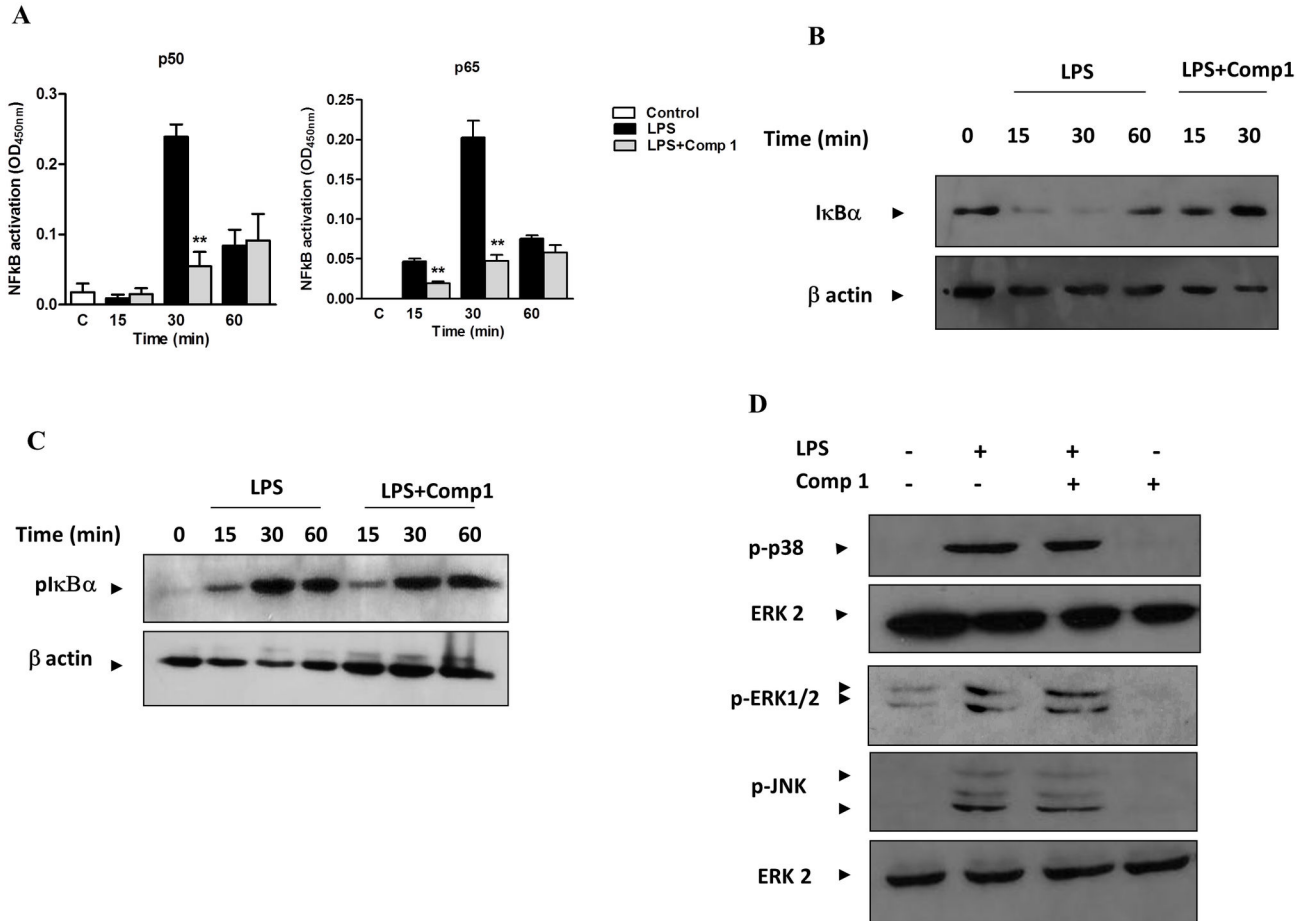 A
p50
NFkB activation (OD450nm)
0.3
0.2
0.1
0.0
C 15 30 60
Time (min)
**
p65
NFkB activation (OD450nm)
0.25
0.20
0.15
0.10
0.05
0.00
C 15 30 60
Time (min)
**
**
Control
LPS
LPS+Comp 1
B
LPS LPS+Comp1
Time (min) 0 15 30 60 15 30
IκBα
β actin
C
LPS LPS+Comp1
Time (min) 0 15 30 60 15 30 60
pIκBα
β actin
D
LPS - + + -
Comp 1 - - + +
p-p38
ERK 2
p-ERK1/2
p-JNK
ERK 2